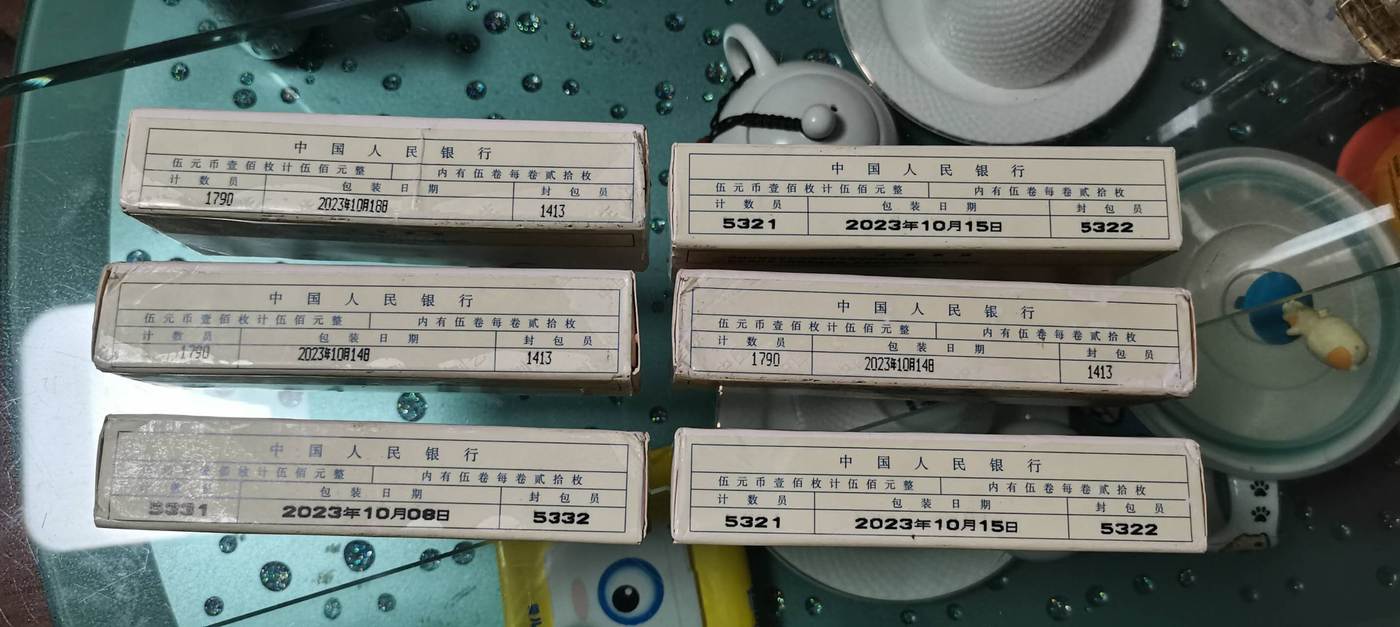 中国人民银行
伍元币壹佰枚计伍佰元整 内有伍卷每卷贰拾枚
计数员 包装日期 封包员
1790 2023年10月18日 1413
中国人民银行
伍元币壹佰枚计伍佰元整 内有伍卷每卷贰拾枚
计数员 包装日期 封包员
5321 2023年10月15日 5322
中国人民银行
伍元币壹佰枚计伍佰元整 内有伍卷每卷贰拾枚
计数员 包装日期 封包员
1790 2023年10月14日 1413
中国人民银行
伍元币壹佰枚计伍佰元整 内有伍卷每卷贰拾枚
计数员 包装日期 封包员
1790 2023年10月14日 1413
中国人民银行
伍元币壹佰枚计伍佰元整 内有伍卷每卷贰拾枚
计数员 包装日期 封包员
5331 2023年10月08日 5332
中国人民银行
伍元币壹佰枚计伍佰元整 内有伍卷每卷贰拾枚
计数员 包装日期 封包员
5321 2023年10月15日 5322